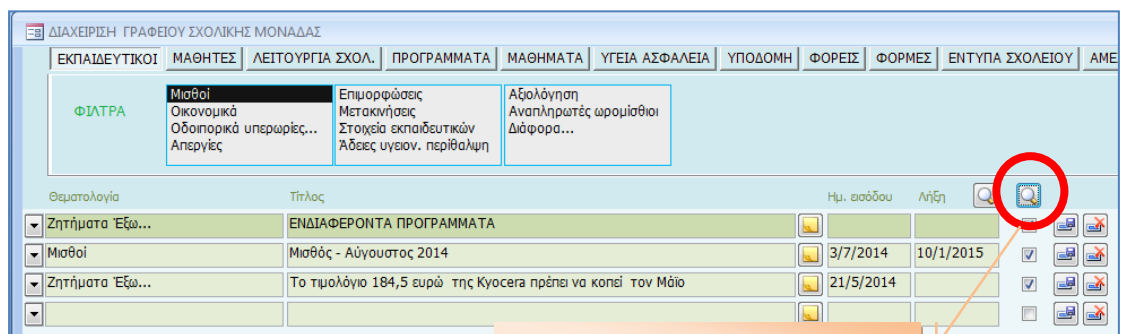 ΔΙΑΧΕΙΡΙΣΗ ΓΡΑΦΕΙΟΥ ΣΧΟΛΙΚΗΣ ΜΟΝΑΔΑΣ
ΕΚΠΑΙΔΕΥΤΙΚΟΙ ΜΑΘΗΤΕΣ ΛΕΙΤΟΥΡΓΙΑ ΣΧΟΛ. ΠΡΟΓΡΑΜΜΑΤΑ ΜΑΘΗΜΑΤΑ ΥΓΕΙΑ ΑΣΦΑΛΕΙΑ ΥΠΟΔΟΜΗ ΦΟΡΕΙΣ ΦΟΡΜΕΣ ΕΝΤΥΠΑ ΣΧΟΛΕΙΟΥ ΑΜΕ
ΦΙΛΤΡΑ
Μισθοί
Οικονομικά
Οδοιπορικά υπερωρίες...
Απεργίες
Επιμορφώσεις
Μετακινήσεις
Στοιχεία εκπαιδευτικών
Άδειες υγειον. περίθαλψη
Αξιολόγηση
Αναπληρωτές ωρομίσθιοι
Διάφορα...
Θεματολογία Τίτλος Ημ. εισόδου Λήξη
Ζητήματα Έξω... ΕΝΔΙΑΦΕΡΟΝΤΑ ΠΡΟΓΡΑΜΜΑΤΑ
Μισθοί Μισθός - Αύγουστος 2014 3/7/2014 10/1/2015
Ζητήματα Έξω... Το τιμολόγιο 184,5 ευρώ της Kyocera πρέπει να κοπεί τον Μάϊο 21/5/2014